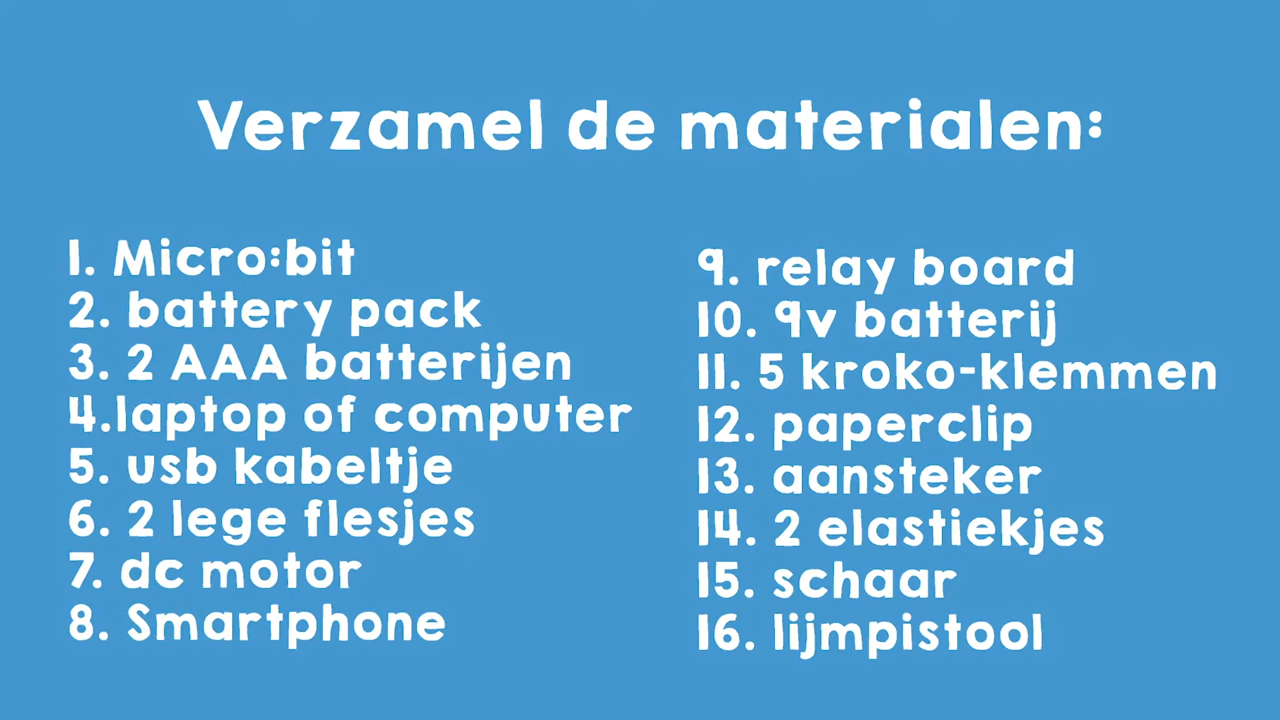 Verzamel de materialen:
1. Micro:bit
2. battery pack
3. 2 AAA batterijen
4.laptop of computer
5. usb kabeltje
6. 2 lege flesjes
7. dc motor
8. Smartphone
9. relay board
10. 9v batterij
11. 5 kroko-klemmen
12. paperclip
13. aansteker
14. 2 elastiekjes
15. schaar
16. lijmpistool